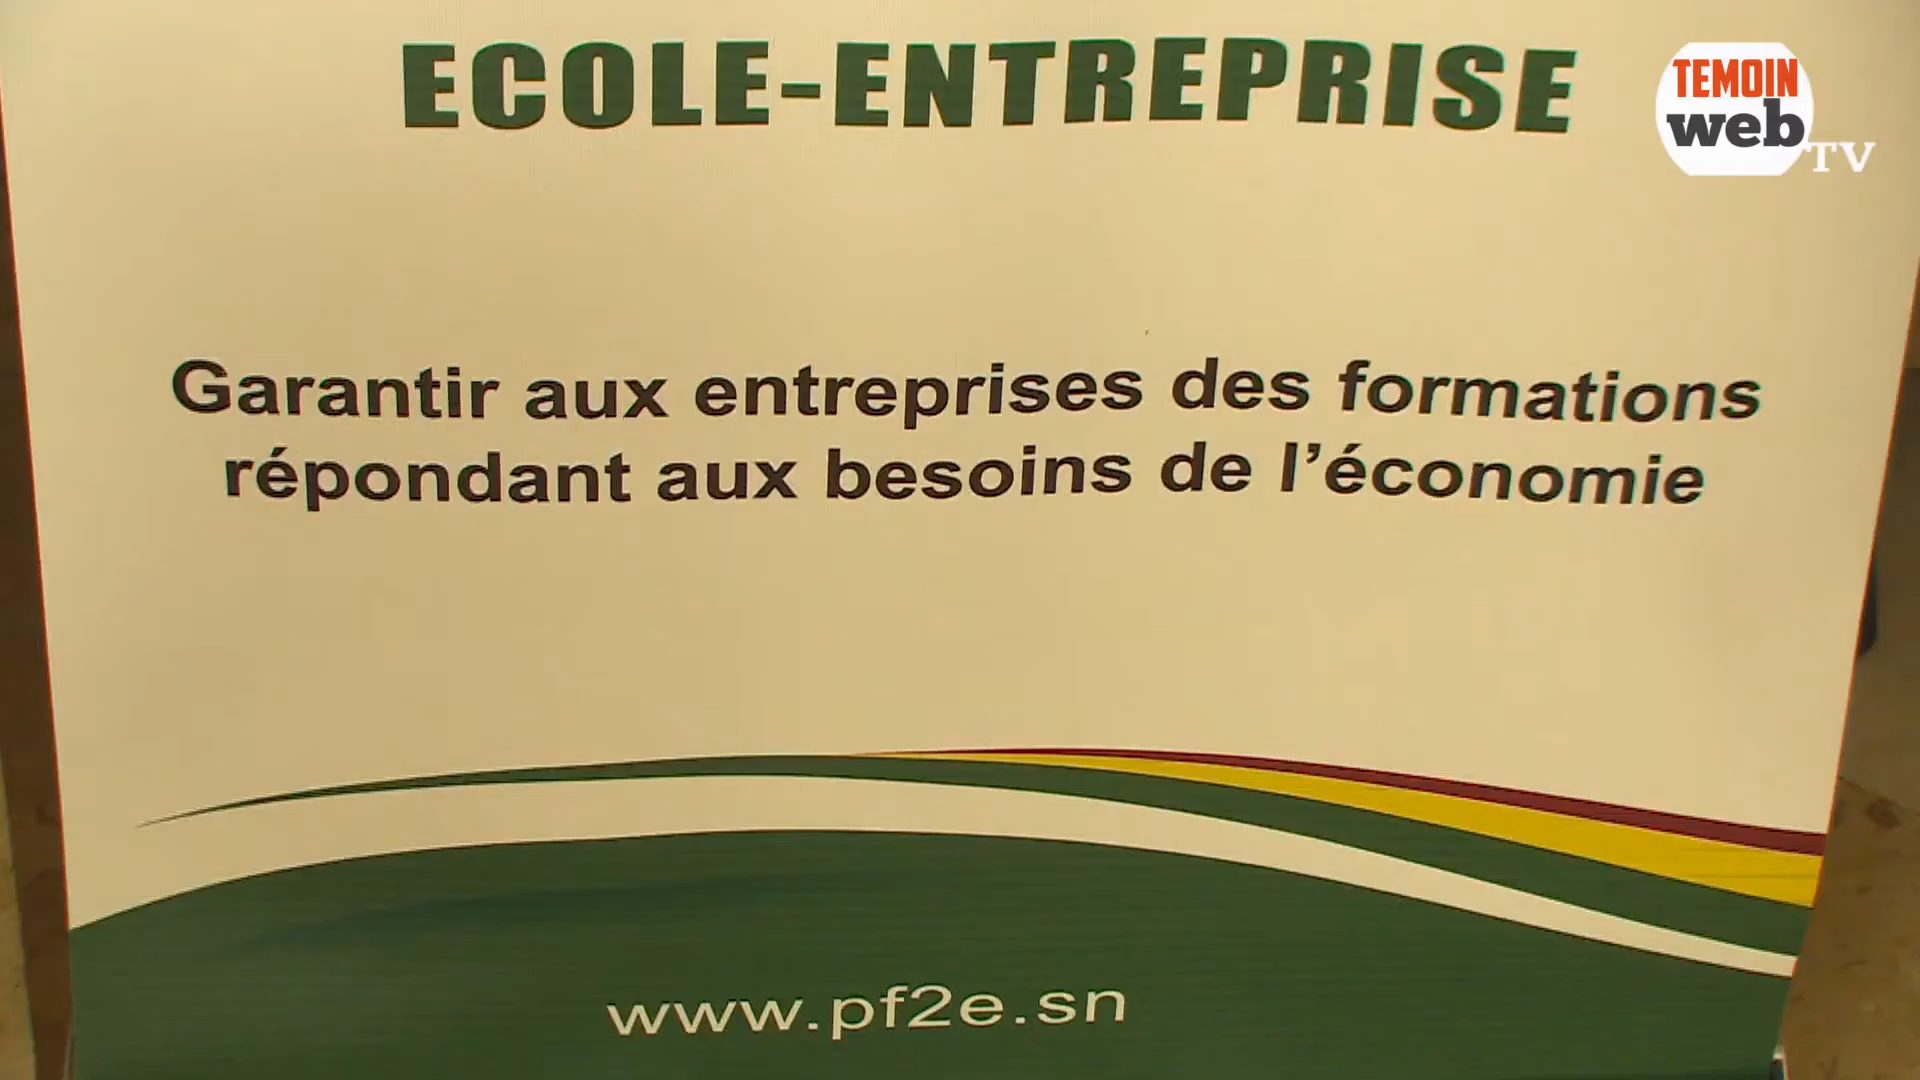 ECOLE-ENTREPRISE
TEMOIN
web TV
Garantir aux entreprises des formations
répondant aux besoins de l'économie
www.pf2e.sn